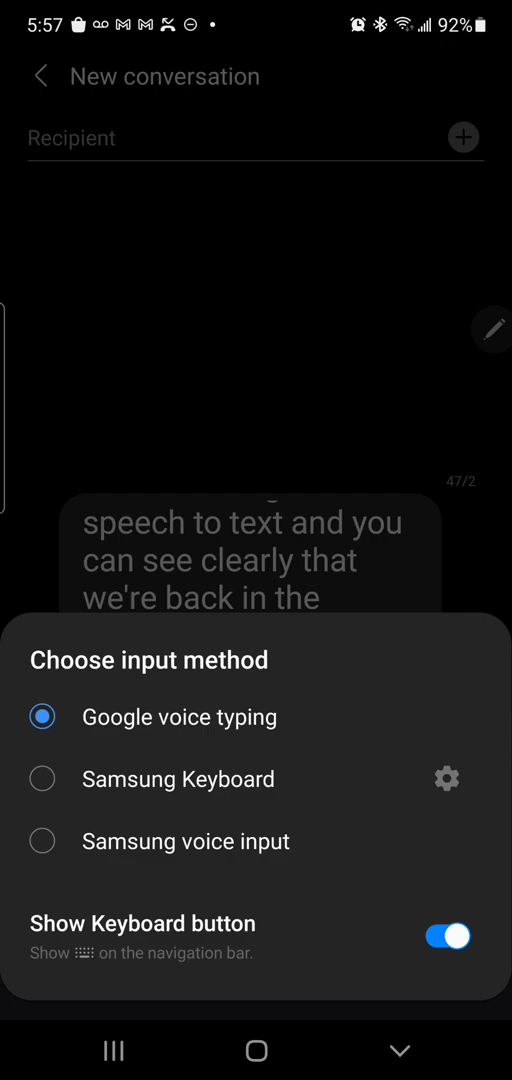 5:57
92%
New conversation
Recipient
47/2
speech to text and you
can see clearly that
we're back in the
Choose input method
Google voice typing
Samsung Keyboard
Samsung voice input
Show Keyboard button
Show on the navigation bar.